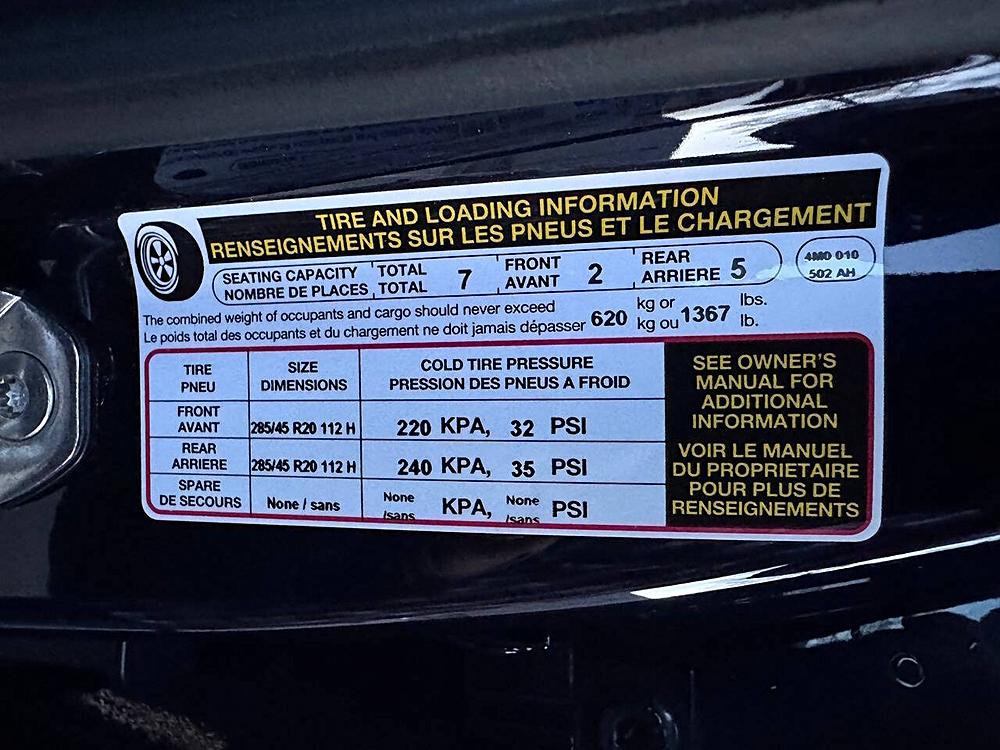 TIRE AND LOADING INFORMATION
RENSEIGNEMENTS SUR LES PNEUS ET LE CHARGEMENT
SEATING CAPACITY TOTAL 7 FRONT 2 REAR 5
NOMBRE DE PLACES TOTAL AVANT ARRIERE
4M0 010
502 AH
The combined weight of occupants and cargo should never exceed 620 kg or 1367 lbs.
Le poids total des occupants et du chargement ne doit jamais dépasser kg ou lb.
TIRE SIZE COLD TIRE PRESSURE
PNEU DIMENSIONS PRESSION DES PNEUS A FROID
FRONT
AVANT 285/45 R20 112 H 220 KPA, 32 PSI
REAR
ARRIERE 285/45 R20 112 H 240 KPA, 35 PSI
SPARE
DE SECOURS None / sans None /sans KPA, None /sans PSI
SEE OWNER'S
MANUAL FOR
ADDITIONAL
INFORMATION
VOIR LE MANUEL
DU PROPRIETAIRE
POUR PLUS DE
RENSEIGNEMENTS